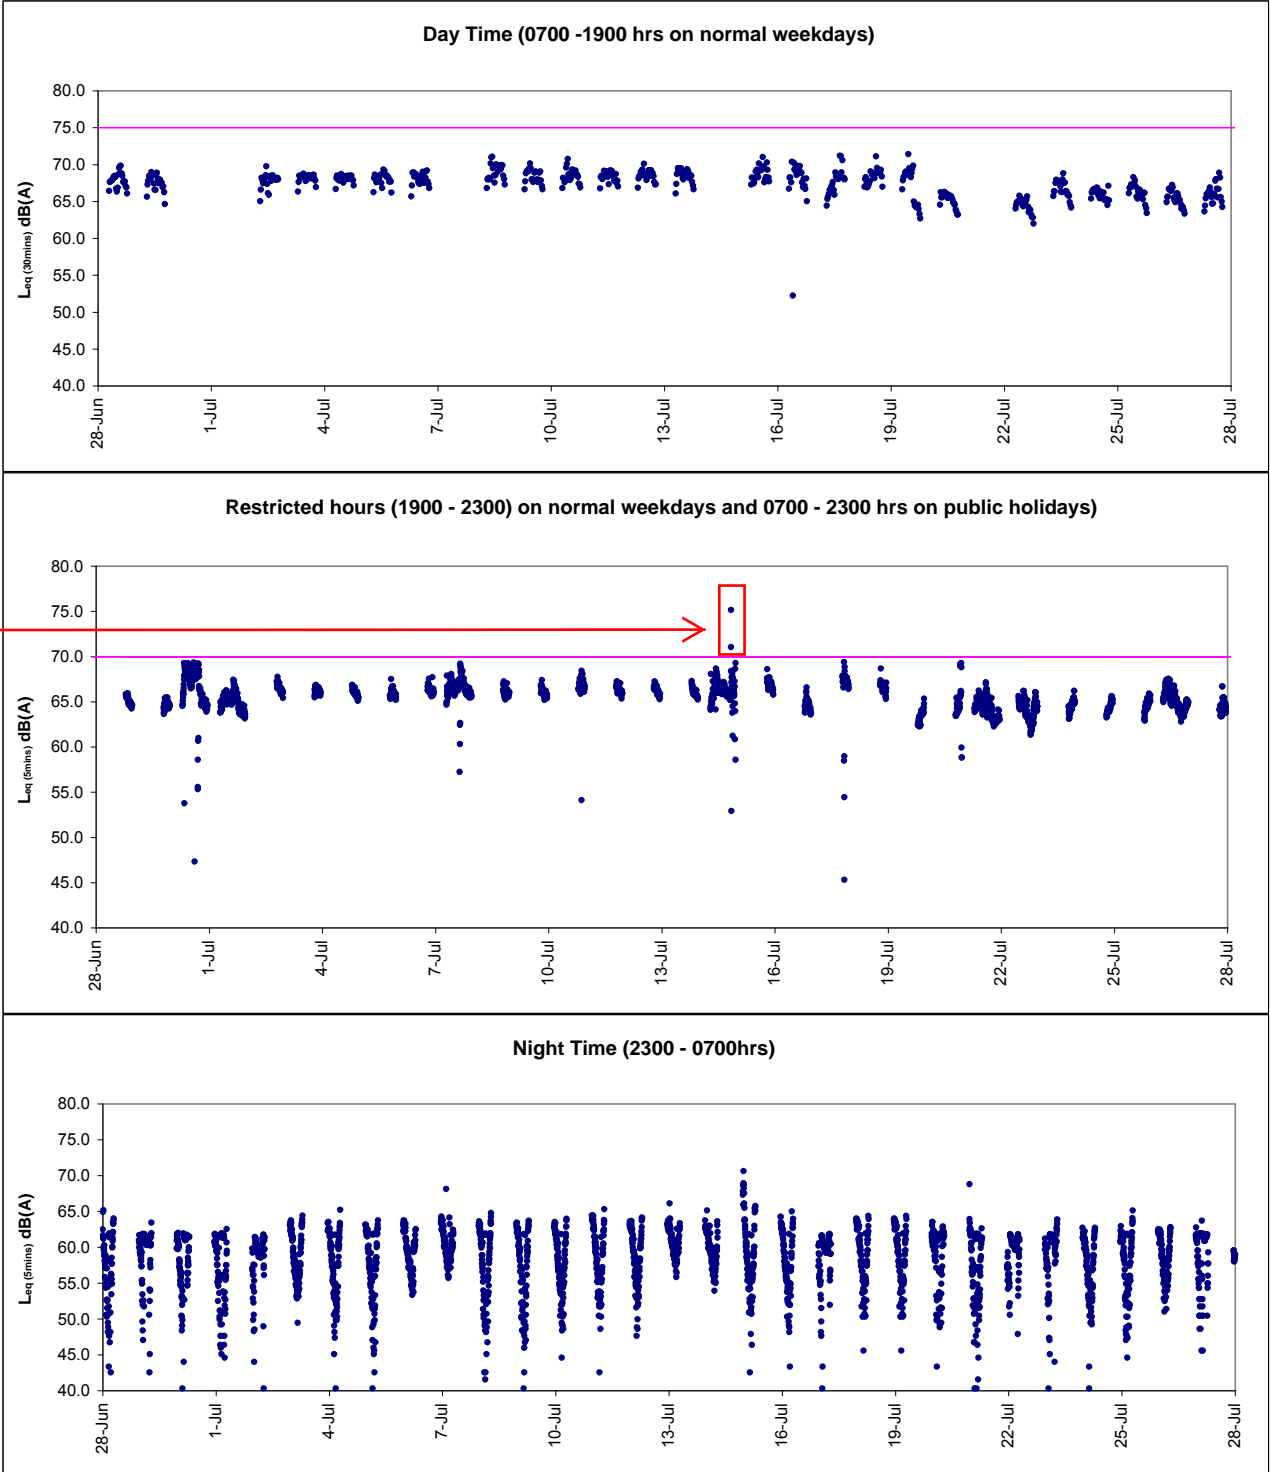 Day Time (0700 -1900 hrs on normal weekdays)
Leq (30mins) dB(A)
80.0
75.0
70.0
65.0
60.0
55.0
50.0
45.0
40.0
28-Jun
1-Jul
4-Jul
7-Jul
10-Jul
13-Jul
16-Jul
19-Jul
22-Jul
25-Jul
28-Jul
Restricted hours (1900 - 2300) on normal weekdays and 0700 - 2300 hrs on public holidays)
Leq (5mins) dB(A)
80.0
75.0
70.0
65.0
60.0
55.0
50.0
45.0
40.0
28-Jun
1-Jul
4-Jul
7-Jul
10-Jul
13-Jul
16-Jul
19-Jul
22-Jul
25-Jul
28-Jul
Night Time (2300 - 0700hrs)
Leq (5mins) dB(A)
80.0
75.0
70.0
65.0
60.0
55.0
50.0
45.0
40.0
28-Jun
1-Jul
4-Jul
7-Jul
10-Jul
13-Jul
16-Jul
19-Jul
22-Jul
25-Jul
28-Jul